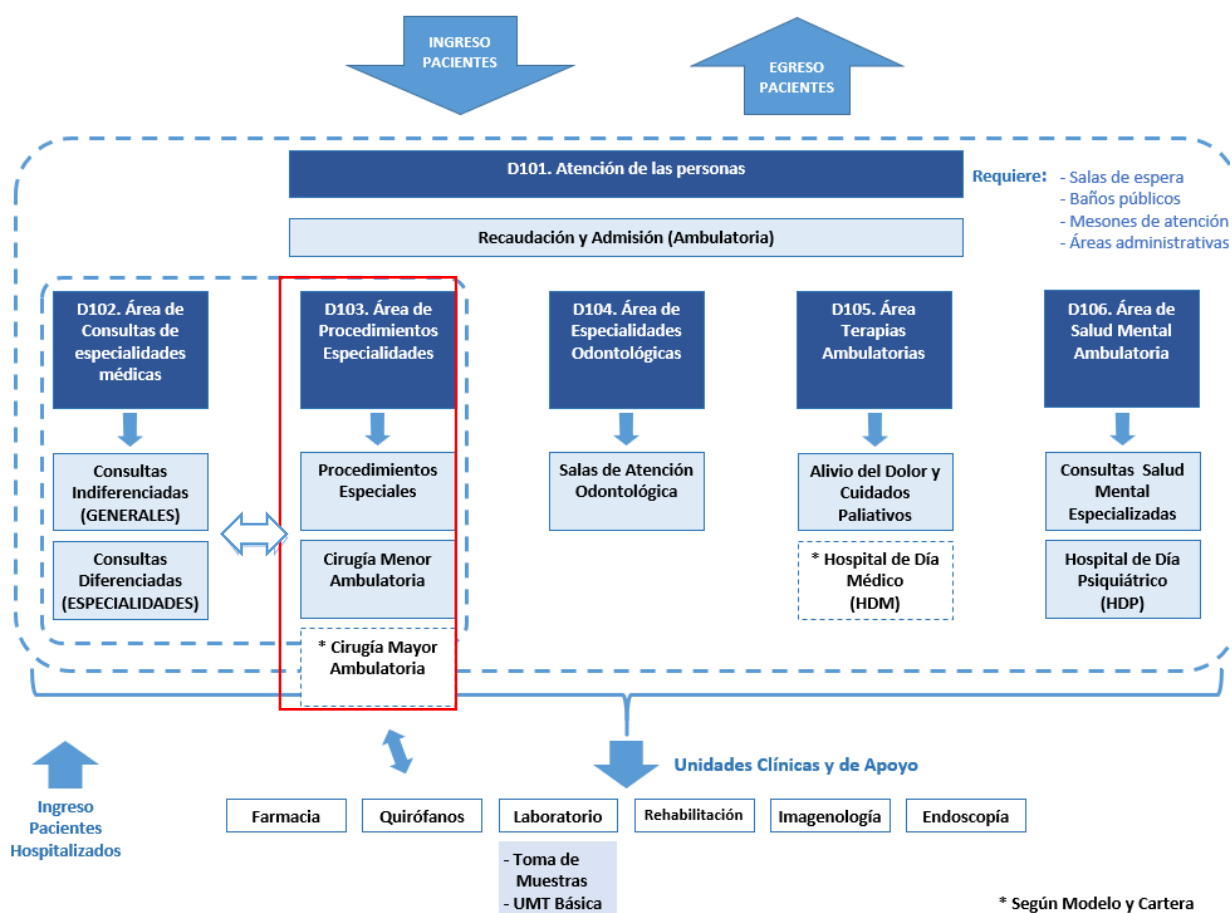 INGRESO
PACIENTES
EGRESO
PACIENTES
D101. Atención de las personas
Requiere:
- Salas de espera
- Baños públicos
- Mesones de atención
- Áreas administrativas
Recaudación y Admisión (Ambulatoria)
D102. Área de
Consultas de
especialidades
médicas
Consultas
Indiferenciadas
(GENERALES)
Consultas
Diferenciadas
(ESPECIALIDADES)
D103. Área de
Procedimientos
Especialidades
Procedimientos
Especiales
Cirugía Menor
Ambulatoria
* Cirugía Mayor
Ambulatoria
D104. Área de
Especialidades
Odontológicas
Salas de Atención
Odontológica
D105. Área
Terapias
Ambulatorias
Alivio del Dolor y
Cuidados
Paliativos
* Hospital de Día
Médico
(HDM)
D106. Área de
Salud Mental
Ambulatoria
Consultas Salud
Mental
Especializadas
Hospital de Día
Psiquiátrico
(HDP)
Ingreso
Pacientes
Hospitalizados
Unidades Clínicas y de Apoyo
Farmacia
Quirófanos
Laboratorio
Rehabilitación
Imagenología
Endoscopía
- Toma de
Muestras
- UMT Básica
* Según Modelo y Cartera